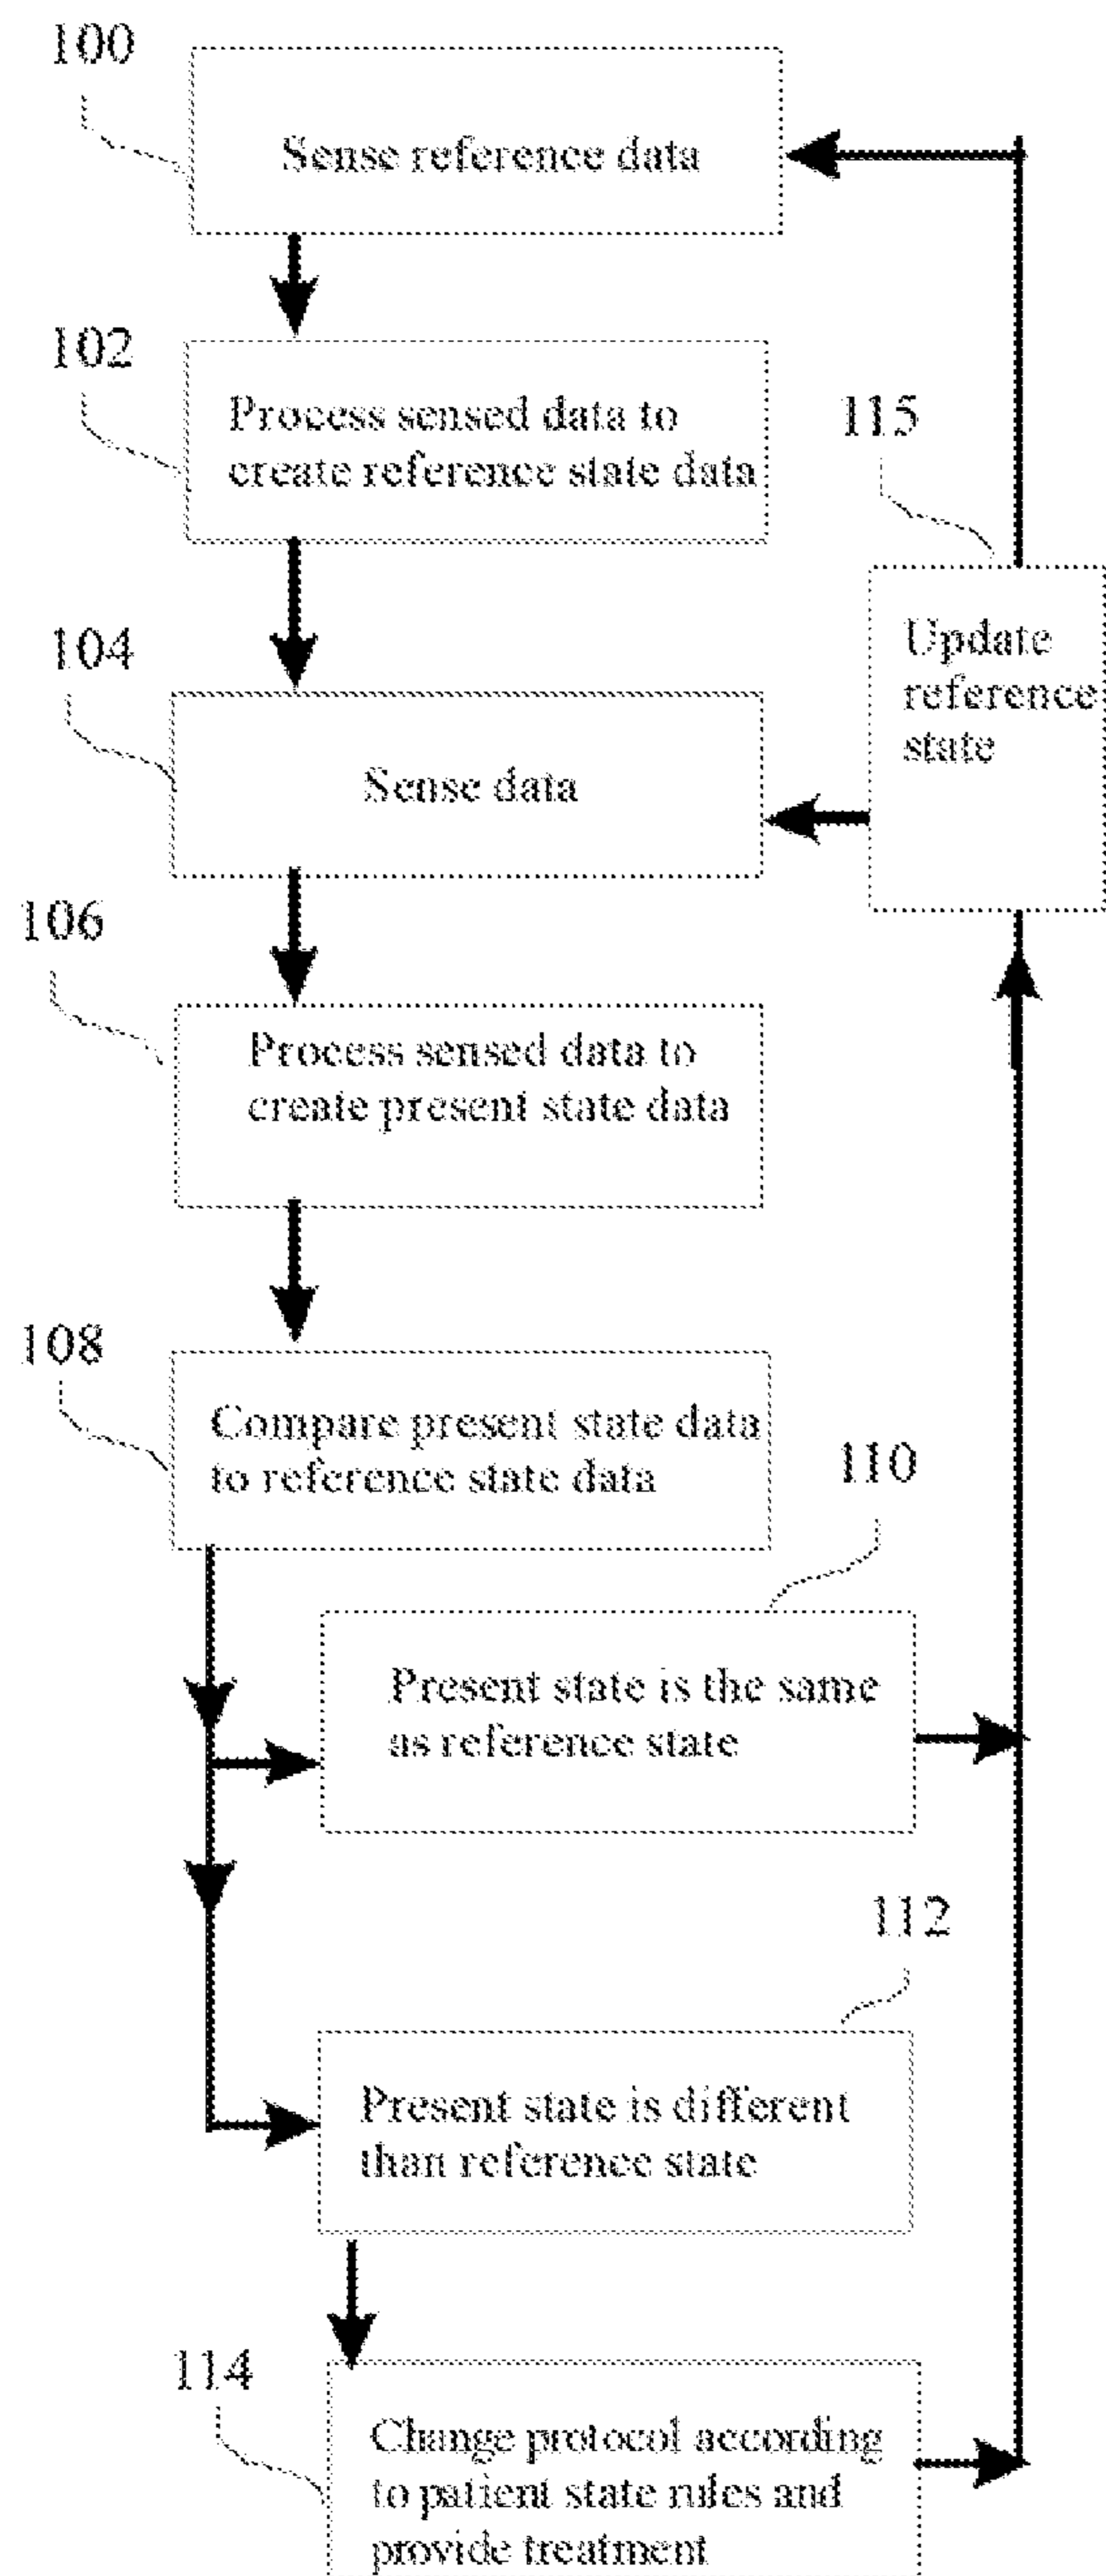 100
Sense reference data
102
Process sensed data to
create reference state data
115
Update
reference
state
104
Sense data
106
Process sensed data to
create present state data
108
Compare present state data
to reference state data
110
Present state is the same
as reference state
112
Present state is different
than reference state
114
Change protocol according
to patient state rules and
provide treatment